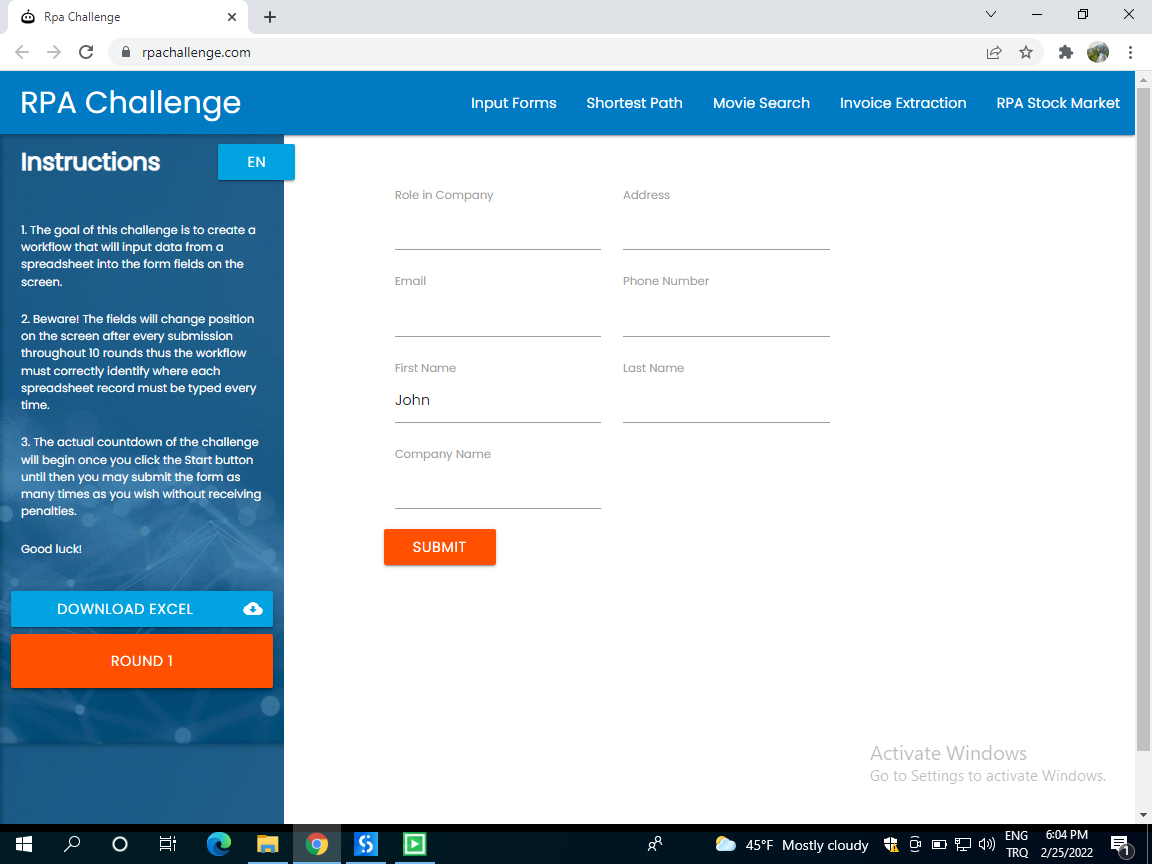 Rpa Challenge
rpachallenge.com
RPA Challenge
Input Forms
Shortest Path
Movie Search
Invoice Extraction
RPA Stock Market
Instructions
EN
1. The goal of this challenge is to create a
workflow that will input data from a
spreadsheet into the form fields on the
screen.
2. Beware! The fields will change position
on the screen after every submission
throughout 10 rounds thus the workflow
must correctly identify where each
spreadsheet record must be typed every
time.
3. The actual countdown of the challenge
will begin once you click the Start button
until then you may submit the form as
many times as you wish without receiving
penalties.
Good luck!
DOWNLOAD EXCEL
ROUND 1
Role in Company
Address
Email
Phone Number
First Name
Last Name
John
Company Name
SUBMIT
Activate Windows
Go to Settings to activate Windows.
45°F Mostly cloudy
ENG
TRQ
6:04 PM
2/25/2022
1